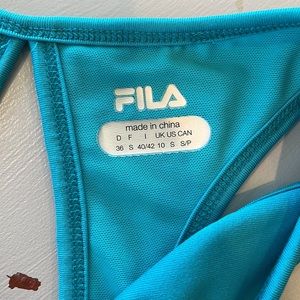 FILA
made in china
D F I UK US CAN
36 S 40/42 10 S S/P